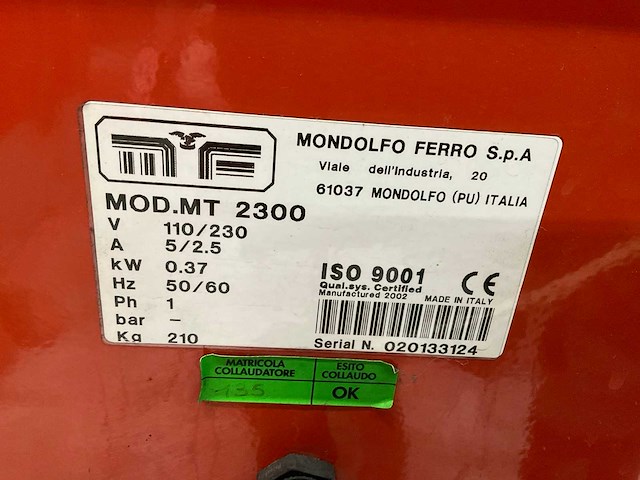 MONDOLFO FERRO S.p.A
Viale dell'Industria, 20
61037 MONDOLFO (PU) ITALIA
MOD.MT 2300
V 110/230
A 5/2.5
kW 0.37
Hz 50/60
Ph 1
bar –
Kg 210
ISO 9001
Qual.sys. Certified
Manufactured 2002 MADE IN ITALY
CE
Serial N. 020133124
MATRICOLA
COLLAUDATORE
135
ESITO
COLLAUDO
OK